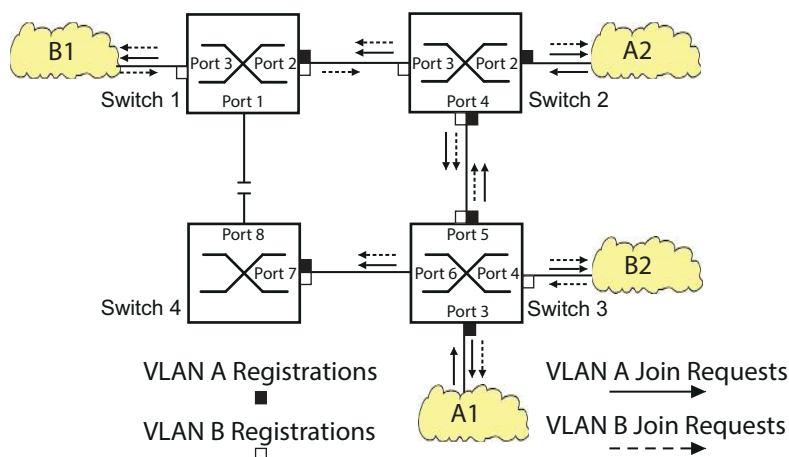 B1
Port 3
Port 2
Port 1
Switch 1
Port 3
Port 2
Port 4
A2
Switch 2
Port 8
Port 7
Switch 4
Port 5
Port 6
Port 4
Port 3
B2
Switch 3
A1
VLAN A Registrations
VLAN B Registrations
VLAN A Join Requests
VLAN B Join Requests